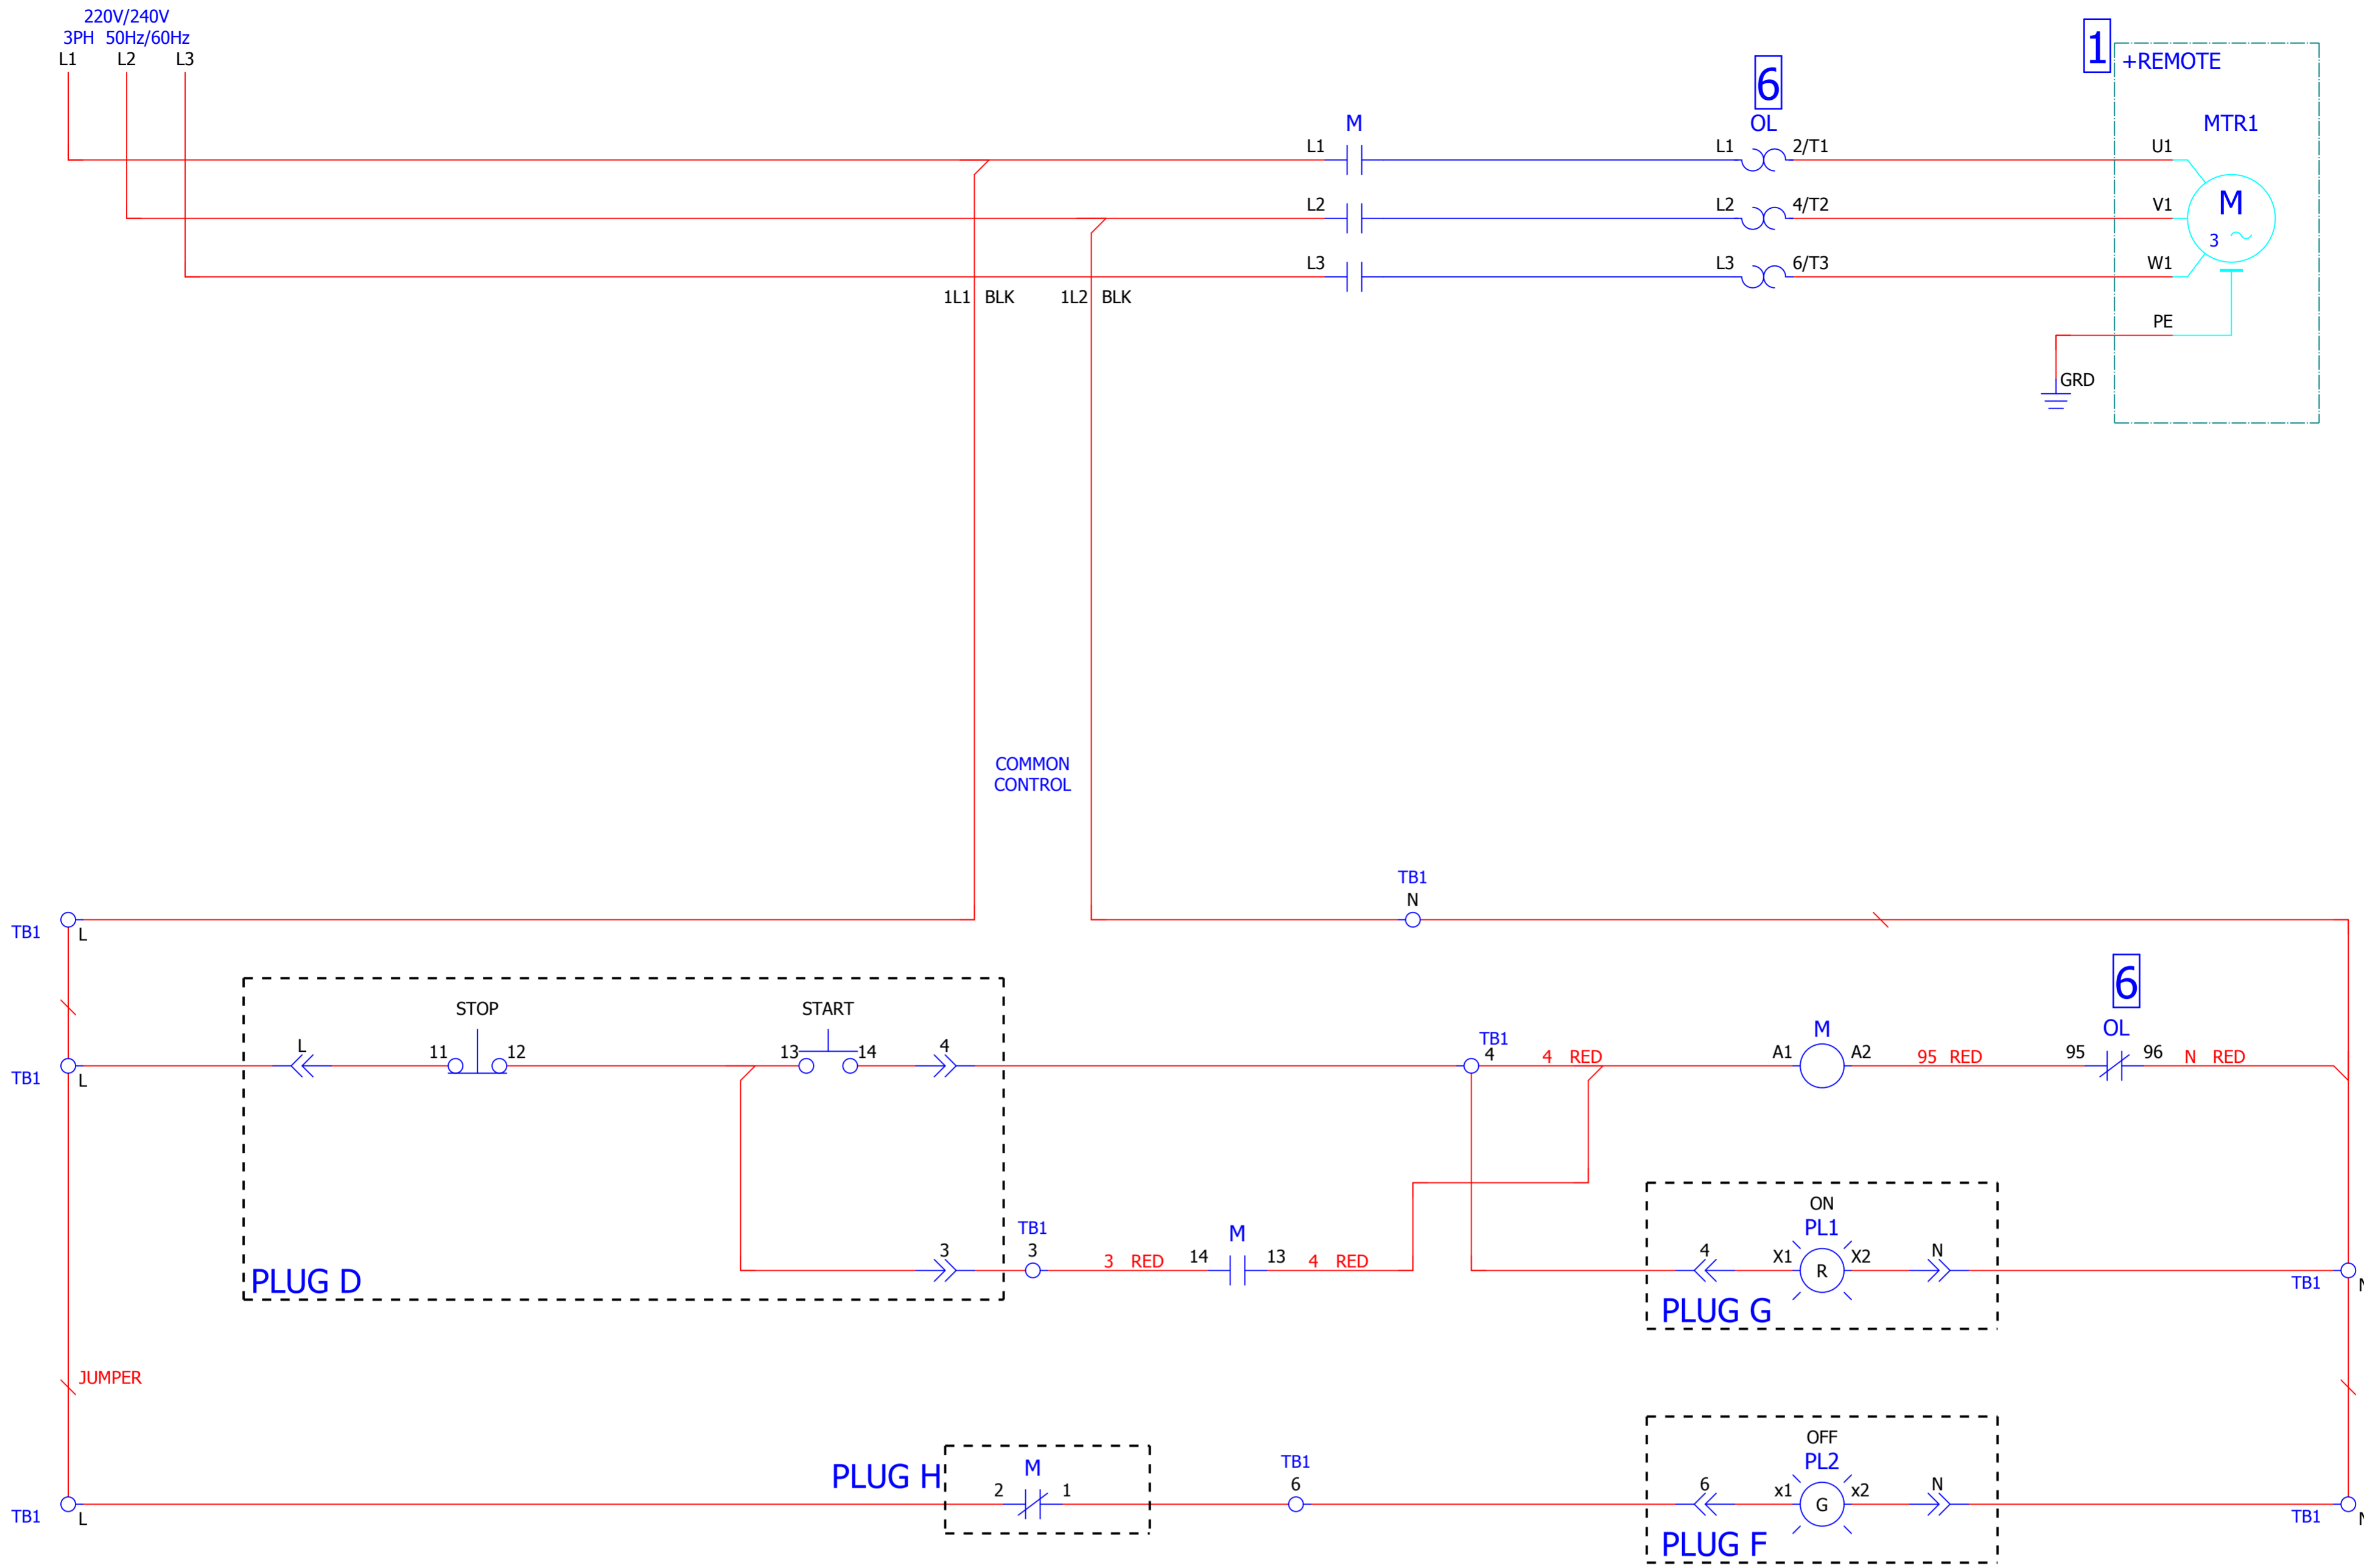 220V/240V
3PH 50Hz/60Hz
L1 L2 L3
1
+REMOTE
6
M OL MTR1
L1 L1 2/T1 U1
M
3
L2 L2 4/T2 V1
L3 L3 6/T3 W1
1L1 BLK 1L2 BLK
PE
GRD
COMMON
CONTROL
TB1
N
TB1 L
6
STOP START OL
M
L 11 12 13 14 4 TB1 4 4 RED A1 A2 95 RED 95 96 N RED
TB1 L
ON
TB1 M PL1
3 3 3 RED 14 13 4 RED 4 X1 R X2 N
PLUG D TB1 N
PLUG G
JUMPER
OFF
PLUG H M TB1 PL2
2 1 6 6 x1 G x2 N
TB1 L TB1 N
PLUG F